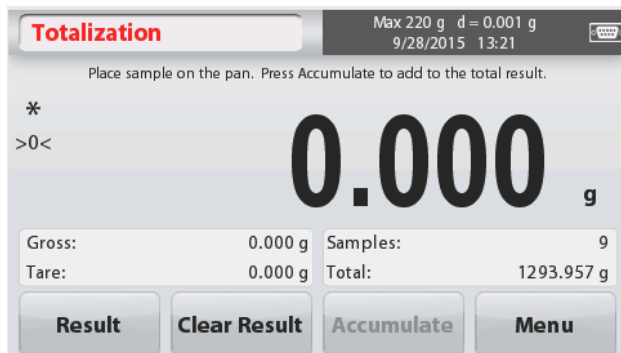 Totalization
Max 220 g d = 0.001 g
9/28/2015 13:21
Place sample on the pan. Press Accumulate to add to the total result.
*
>0<
0.000 g
Gross: 0.000 g Samples: 9
Tare: 0.000 g Total: 1293.957 g
Result Clear Result Accumulate Menu